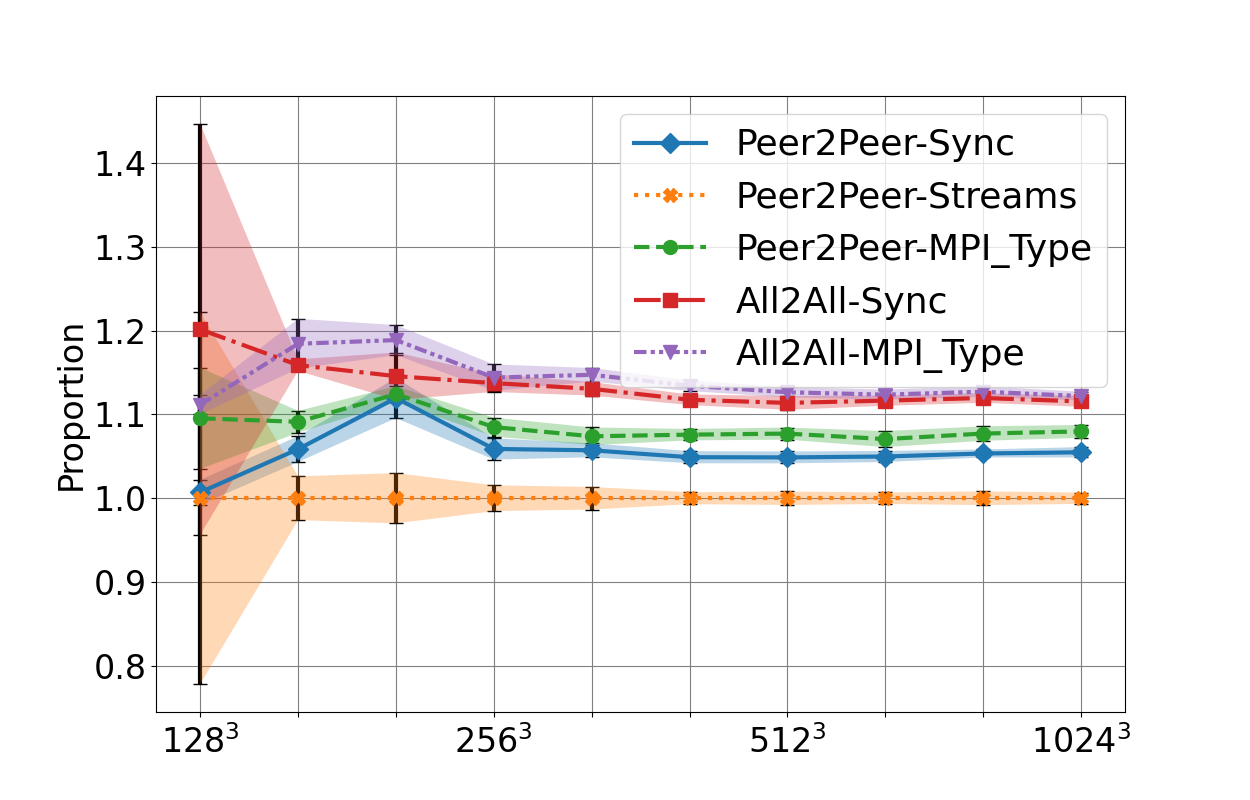 Peer2Peer-Sync
Peer2Peer-Streams
Peer2Peer-MPI_Type
All2All-Sync
All2All-MPI_Type
Proportion
1.4
1.3
1.2
1.1
1.0
0.9
0.8
128³
256³
512³
1024³